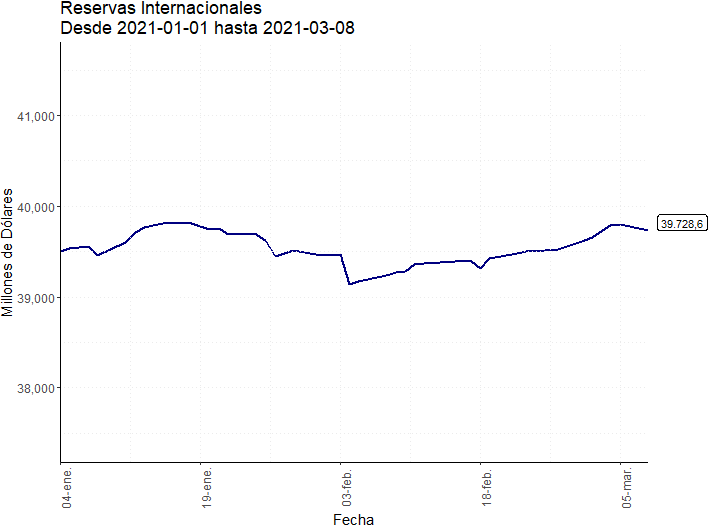 Reservas Internacionales
Desde 2021-01-01 hasta 2021-03-08
Millones de Dólares
41,000
40,000
39,000
38,000
39.728,6
04-ene.
19-ene.
03-feb.
18-feb.
05-mar.
Fecha